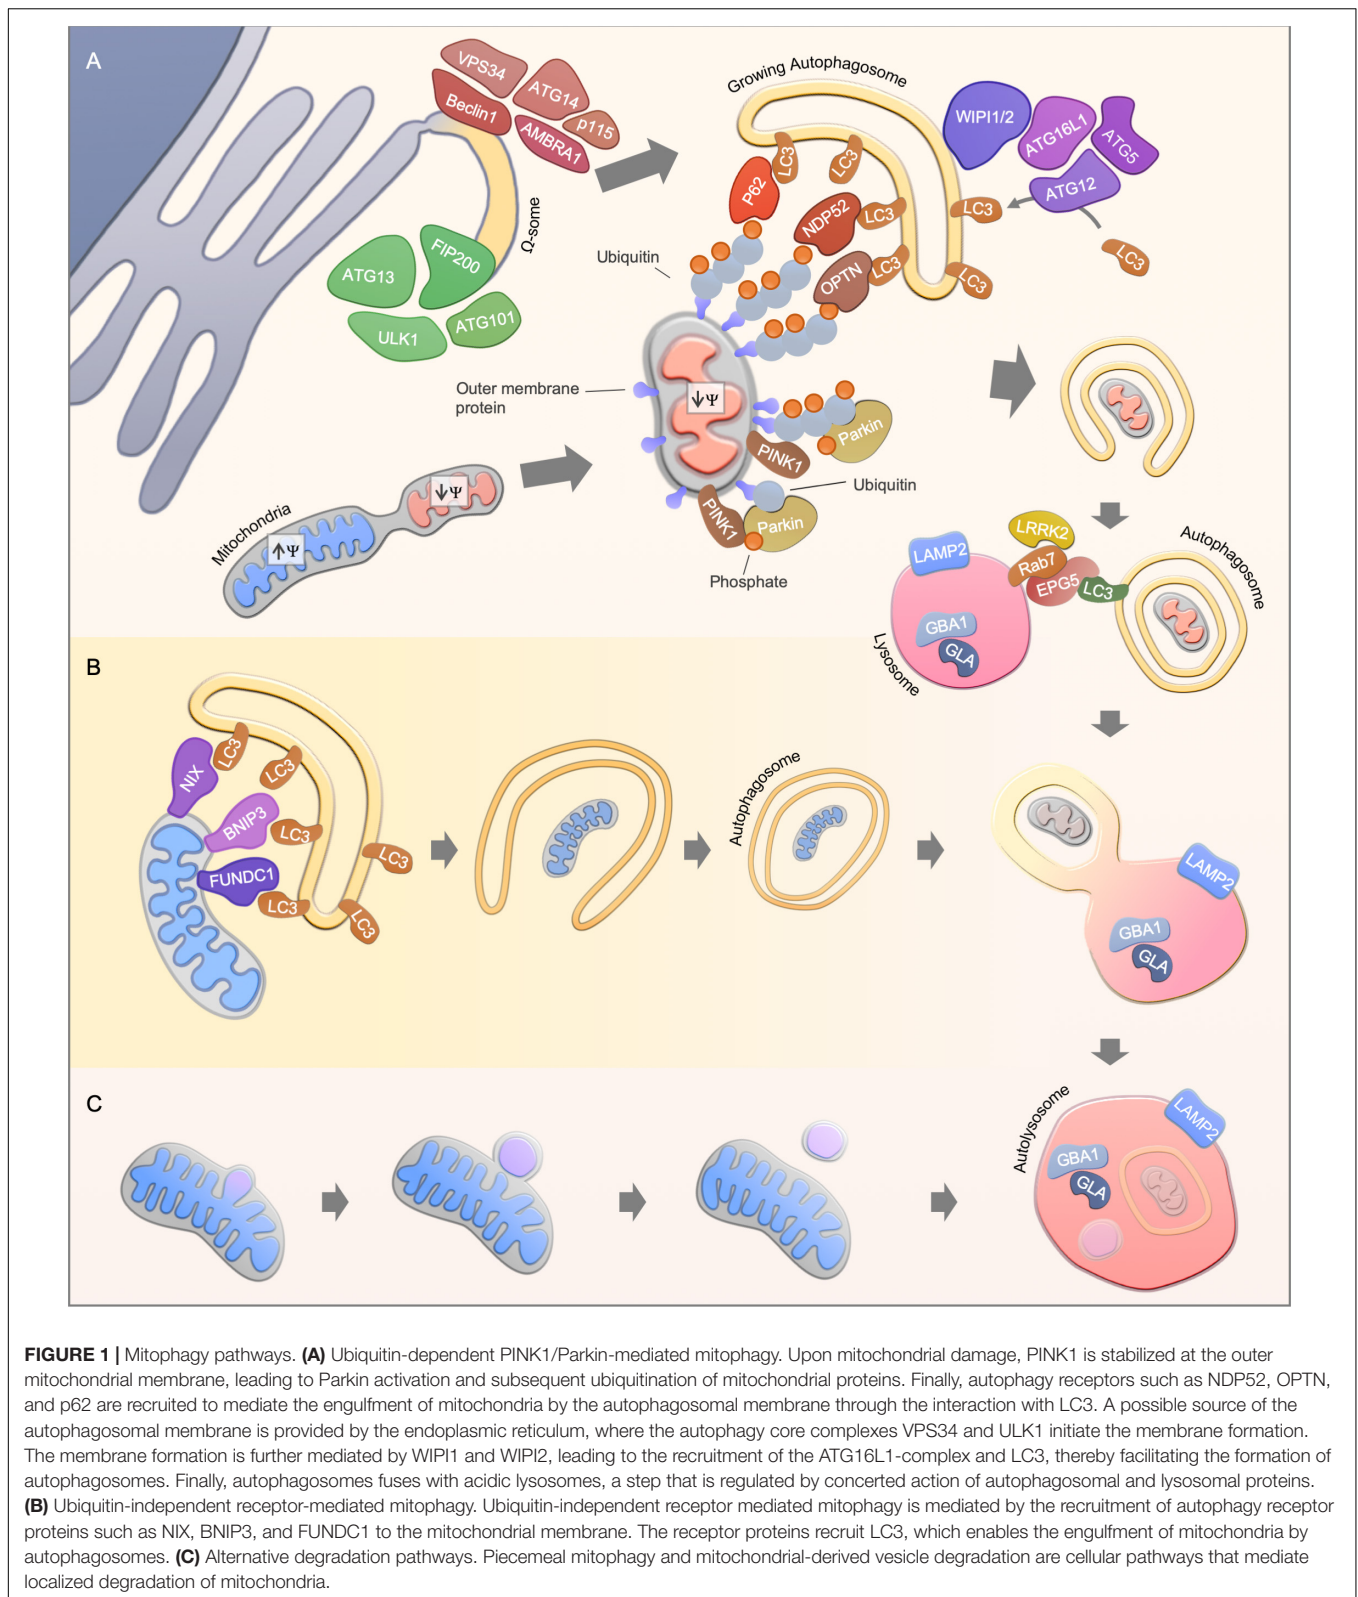 A
VPS34
ATG14
Beclin1
p115
AMBRA1
Ω-some
FIP200
ATG13
ATG101
ULK1
Growing Autophagosome
WIPI1/2
ATG16L1
ATG5
ATG12
LC3
LC3
LC3
LC3
LC3
LC3
LC3
P62
NDP52
OPTN
Ubiquitin
Outer membrane
protein
↓Ψ
Parkin
PINK1
Ubiquitin
PINK1
Parkin
Phosphate
Mitochondria
↑Ψ
↓Ψ
LRRK2
LAMP2
Rab7
EPG5
LC3
Autophagosome
GBA1
GLA
Lysosome
B
NIX
LC3
LC3
BNIP3
LC3
LC3
FUNDC1
LC3
LC3
Autophagosome
LAMP2
GBA1
GLA
C
Autolysosome
LAMP2
GBA1
GLA
FIGURE 1 | Mitophagy pathways. (A) Ubiquitin-dependent PINK1/Parkin-mediated mitophagy. Upon mitochondrial damage, PINK1 is stabilized at the outer
mitochondrial membrane, leading to Parkin activation and subsequent ubiquitination of mitochondrial proteins. Finally, autophagy receptors such as NDP52, OPTN,
and p62 are recruited to mediate the engulfment of mitochondria by the autophagosomal membrane through the interaction with LC3. A possible source of the
autophagosomal membrane is provided by the endoplasmic reticulum, where the autophagy core complexes VPS34 and ULK1 initiate the membrane formation.
The membrane formation is further mediated by WIPI1 and WIPI2, leading to the recruitment of the ATG16L1-complex and LC3, thereby facilitating the formation of
autophagosomes. Finally, autophagosomes fuses with acidic lysosomes, a step that is regulated by concerted action of autophagosomal and lysosomal proteins.
(B) Ubiquitin-independent receptor-mediated mitophagy. Ubiquitin-independent receptor mediated mitophagy is mediated by the recruitment of autophagy receptor
proteins such as NIX, BNIP3, and FUNDC1 to the mitochondrial membrane. The receptor proteins recruit LC3, which enables the engulfment of mitochondria by
autophagosomes. (C) Alternative degradation pathways. Piecemeal mitophagy and mitochondrial-derived vesicle degradation are cellular pathways that mediate
localized degradation of mitochondria.